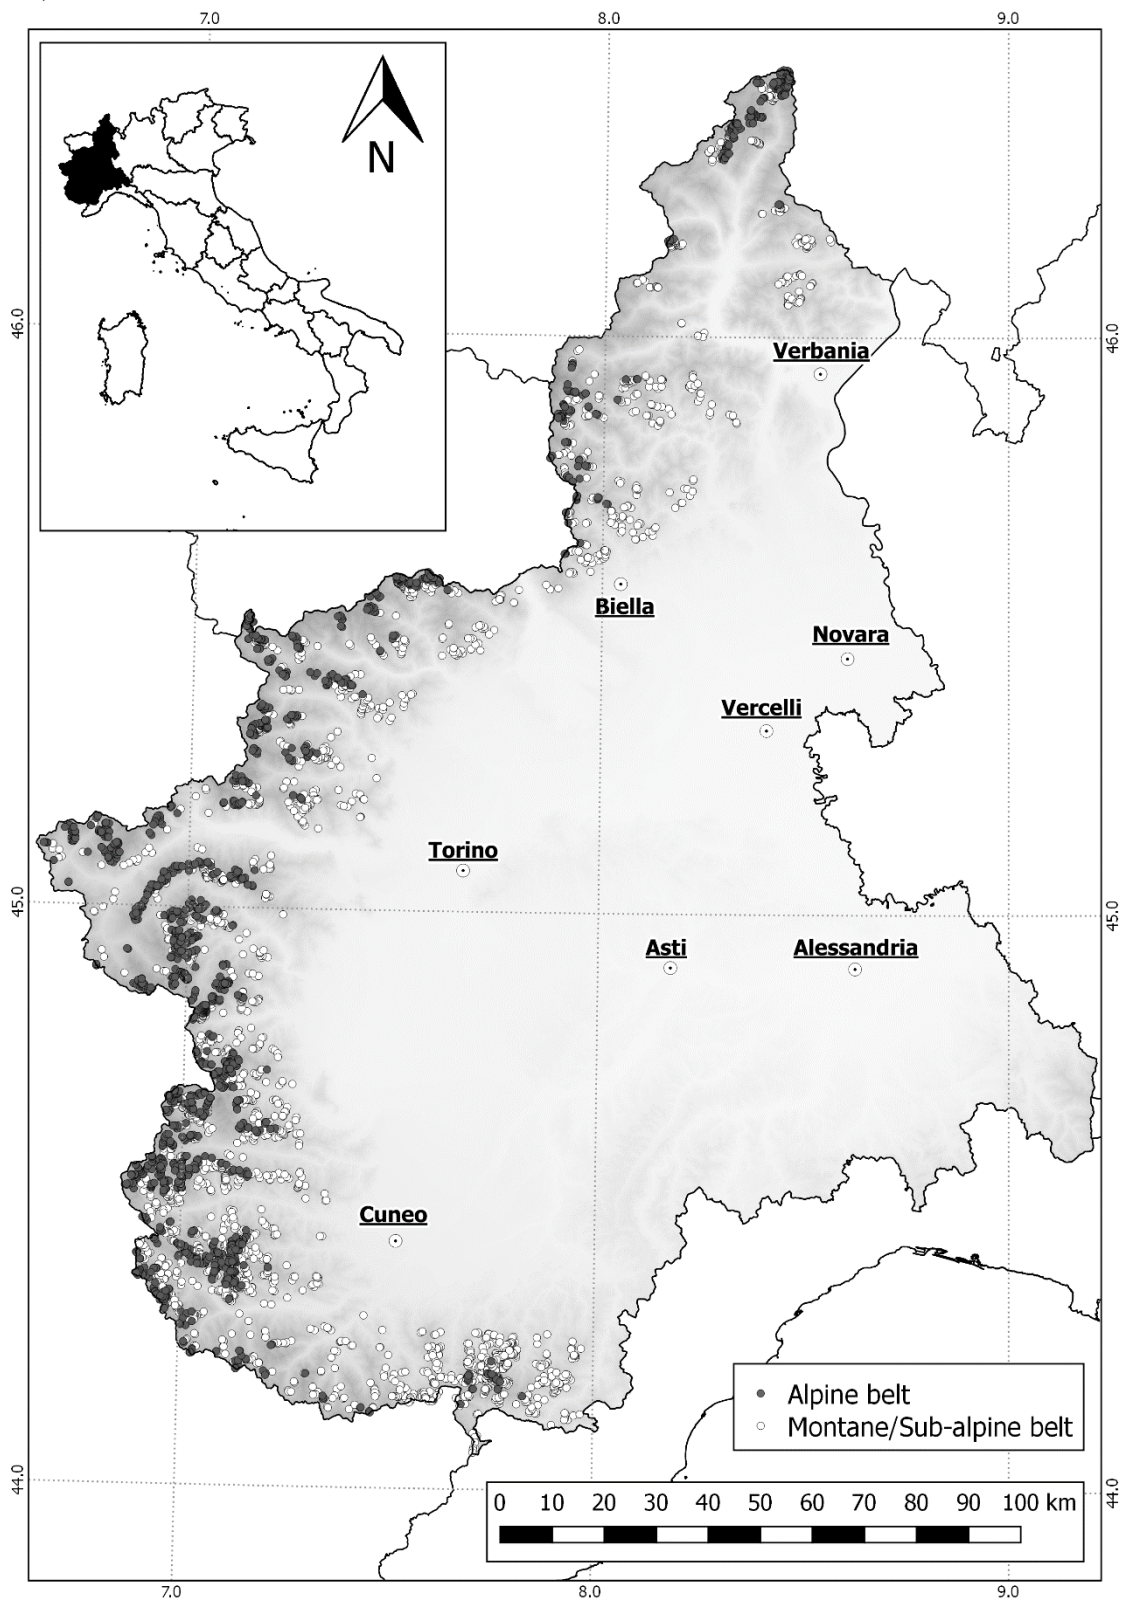 7.0 8.0 9.0
N
46.0 46.0
Verbania
Biella
Novara
Vercelli
Torino
45.0 45.0
Asti Alessandria
Cuneo
Alpine belt
Montane/Sub-alpine belt
44.0 44.0
0 10 20 30 40 50 60 70 80 90 100 km
7.0 8.0 9.0